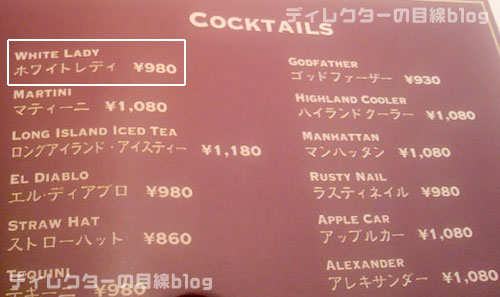 ディレクターの目線blog
COCKTAILS
WHITE LADY
ホワイトレディ ¥980
MARTINI
マティーニ ¥1,080
LONG ISLAND ICED TEA
ロングアイランド・アイスティー ¥1,180
EL DIABLO
エル・ディアブロ ¥980
STRAW HAT
ストローハット ¥860
TEQUINI
テキーニ ¥980
GODFATHER
ゴッドファーザー ¥930
HIGHLAND COOLER
ハイランドクーラー ¥1,080
MANHATTAN
マンハッタン ¥1,080
RUSTY NAIL
ラスティネイル ¥980
APPLE CAR
アップルカー ¥1,080
ALEXANDER
アレキサンダー ¥1,080
ディレクターの目線blog